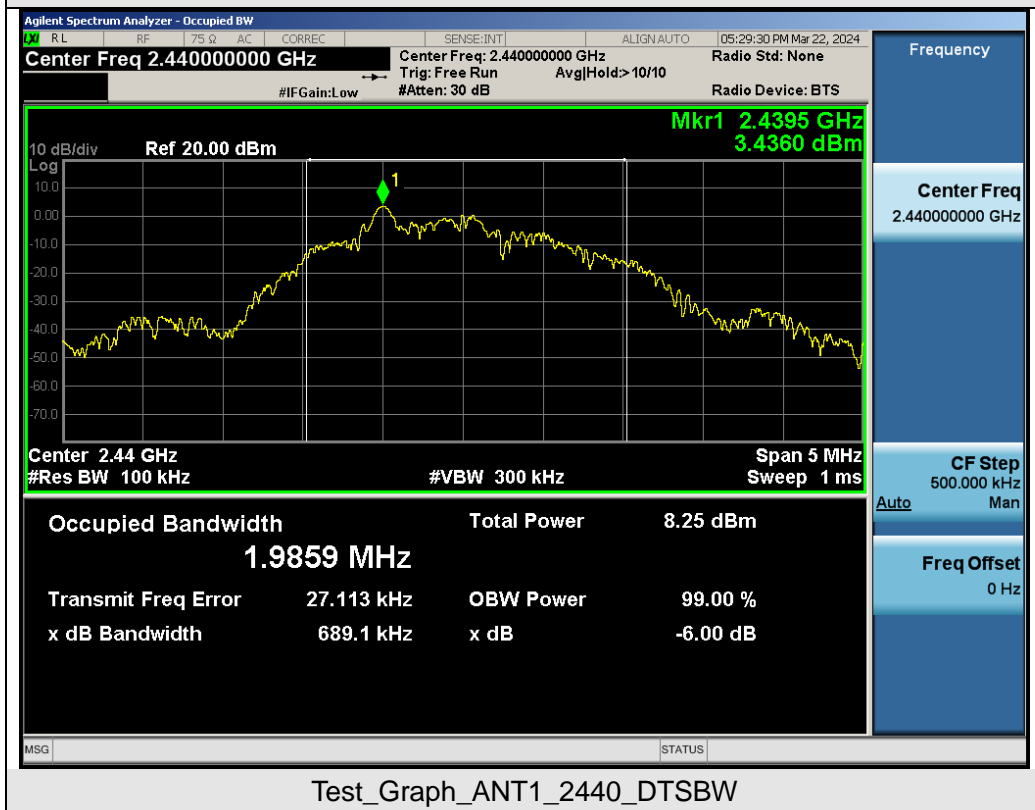 Agilent Spectrum Analyzer - Occupied BW
LXI RL RF 75 Ω AC CORREC SENSE:INT ALIGN AUTO 05:29:30 PM Mar 22, 2024
Center Freq 2.440000000 GHz
Center Freq: 2.440000000 GHz
Radio Std: None
Trig: Free Run Avg|Hold:> 10/10
#IFGain:Low #Atten: 30 dB Radio Device: BTS
Mkr1 2.4395 GHz
3.4360 dBm
10 dB/div Ref 20.00 dBm
Log
10.0
0.00
-10.0
-20.0
-30.0
-40.0
-50.0
-60.0
-70.0
1
Center 2.44 GHz Span 5 MHz
#Res BW 100 kHz #VBW 300 kHz Sweep 1 ms
Occupied Bandwidth Total Power 8.25 dBm
1.9859 MHz
Transmit Freq Error 27.113 kHz OBW Power 99.00 %
x dB Bandwidth 689.1 kHz x dB -6.00 dB
MSG STATUS
Frequency
Center Freq
2.440000000 GHz
CF Step
500.000 kHz
Auto Man
Freq Offset
0 Hz
Test_Graph_ANT1_2440_DTSBW